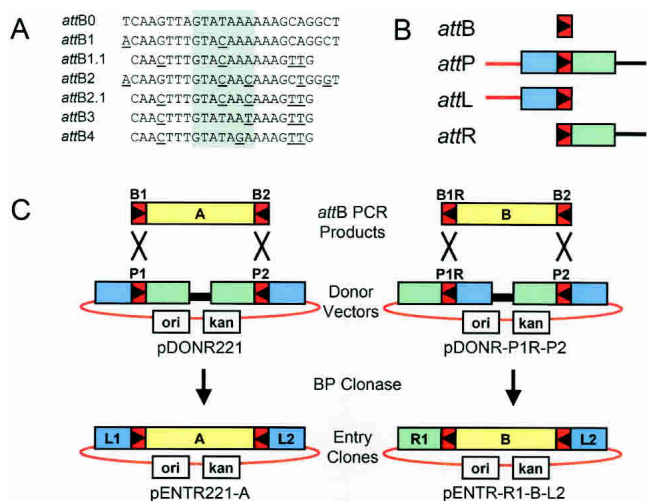 A
attB0 TCAAGTTAGTATAAAAAAGCAGGCT
attB1 ACAAGTTTGTACAAAAAAGCAGGCT
attB1.1 CAACTTTGTACAAAAAAGTTG
attB2 ACAAGTTTGTACAACAAAGCTGGGT
attB2.1 CAACTTTGTACAACAAAGTTG
attB3 CAACTTTGTATAATAAAGTTG
attB4 CAACTTTGTATAGAAAAGTTG
B
attB
attP
attL
attR
C
B1 B2
A
attB PCR
Products
B1R B2
B
P1 P2
Donor
Vectors
P1R P2
ori kan
ori kan
pDONR221
pDONR-P1R-P2
BP Clonase
L1 A L2
Entry
Clones
R1 B L2
ori kan
ori kan
pENTR221-A
pENTR-R1-B-L2